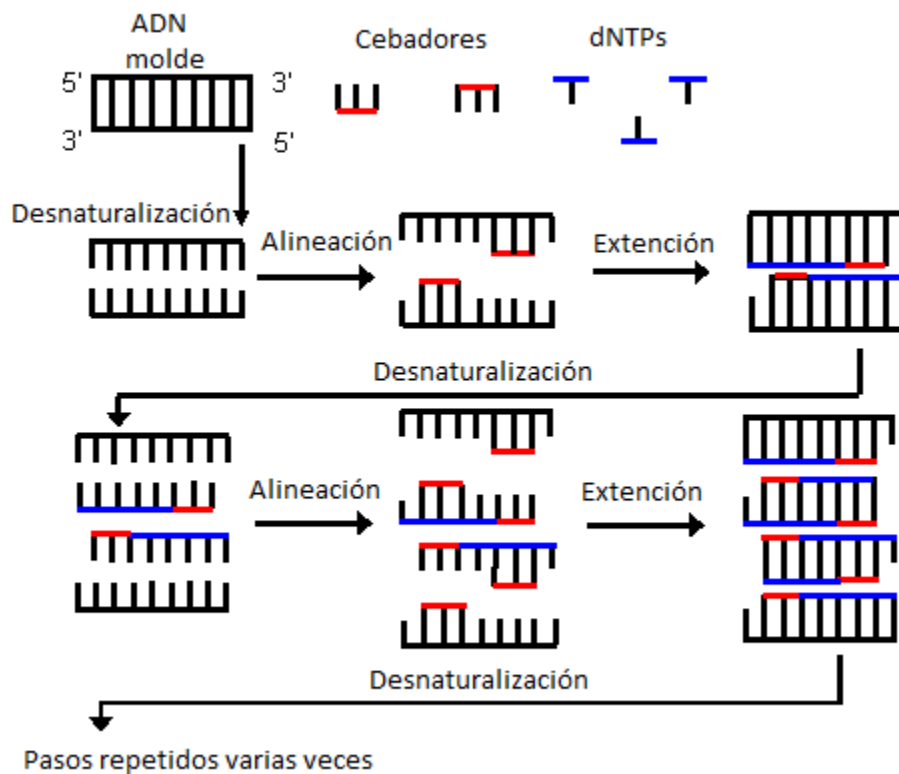 ADN
molde
Cebadores
dNTPs
5'
3'
3'
5'
Desnaturalización
Alineación
Extención
Desnaturalización
Alineación
Extención
Desnaturalización
Pasos repetidos varias veces